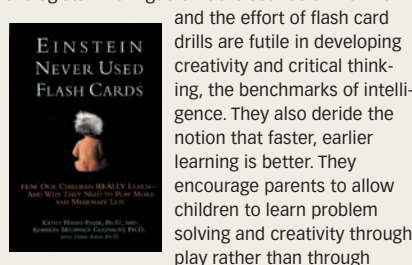 and the effort of flash card
drills are futile in developing
creativity and critical think-
ing, the benchmarks of intelli-
gence. They also deride the
notion that faster, earlier
learning is better. They
encourage parents to allow
children to learn problem
solving and creativity through
play rather than through
EINSTEIN
NEVER USED
FLASH CARDS
HOW OUR CHILDREN REALLY LEARN—
AND WHY THEY NEED TO PLAY MORE
AND MEMORIZE LESS
KATHY HIRSH-PASEK, PH.D., AND
ROBERTA MICHNICK GOLINKOFF, PH.D.
WITH DIANE EYER, PH.D.